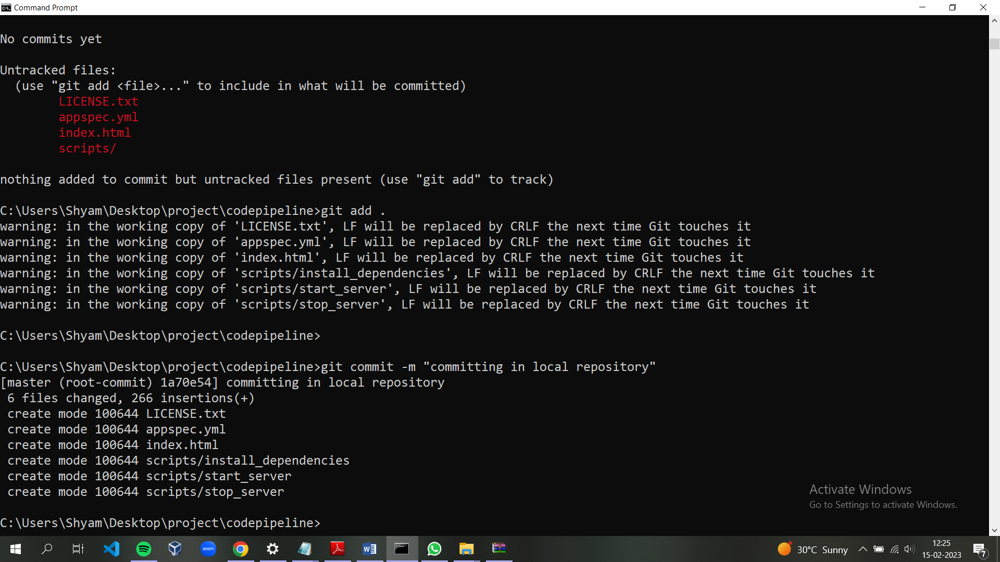 Command Prompt
No commits yet
Untracked files:
  (use "git add <file>..." to include in what will be committed)
        LICENSE.txt
        appspec.yml
        index.html
        scripts/
nothing added to commit but untracked files present (use "git add" to track)
C:\Users\Shyam\Desktop\project\codepipeline>git add .
warning: in the working copy of 'LICENSE.txt', LF will be replaced by CRLF the next time Git touches it
warning: in the working copy of 'appspec.yml', LF will be replaced by CRLF the next time Git touches it
warning: in the working copy of 'index.html', LF will be replaced by CRLF the next time Git touches it
warning: in the working copy of 'scripts/install_dependencies', LF will be replaced by CRLF the next time Git touches it
warning: in the working copy of 'scripts/start_server', LF will be replaced by CRLF the next time Git touches it
warning: in the working copy of 'scripts/stop_server', LF will be replaced by CRLF the next time Git touches it
C:\Users\Shyam\Desktop\project\codepipeline>
C:\Users\Shyam\Desktop\project\codepipeline>git commit -m "committing in local repository"
[master (root-commit) 1a70e54] committing in local repository
 6 files changed, 266 insertions(+)
 create mode 100644 LICENSE.txt
 create mode 100644 appspec.yml
 create mode 100644 index.html
 create mode 100644 scripts/install_dependencies
 create mode 100644 scripts/start_server
 create mode 100644 scripts/stop_server
C:\Users\Shyam\Desktop\project\codepipeline>
Activate Windows
Go to Settings to activate Windows.
zoom
30°C Sunny
12:25
15-02-2023
7